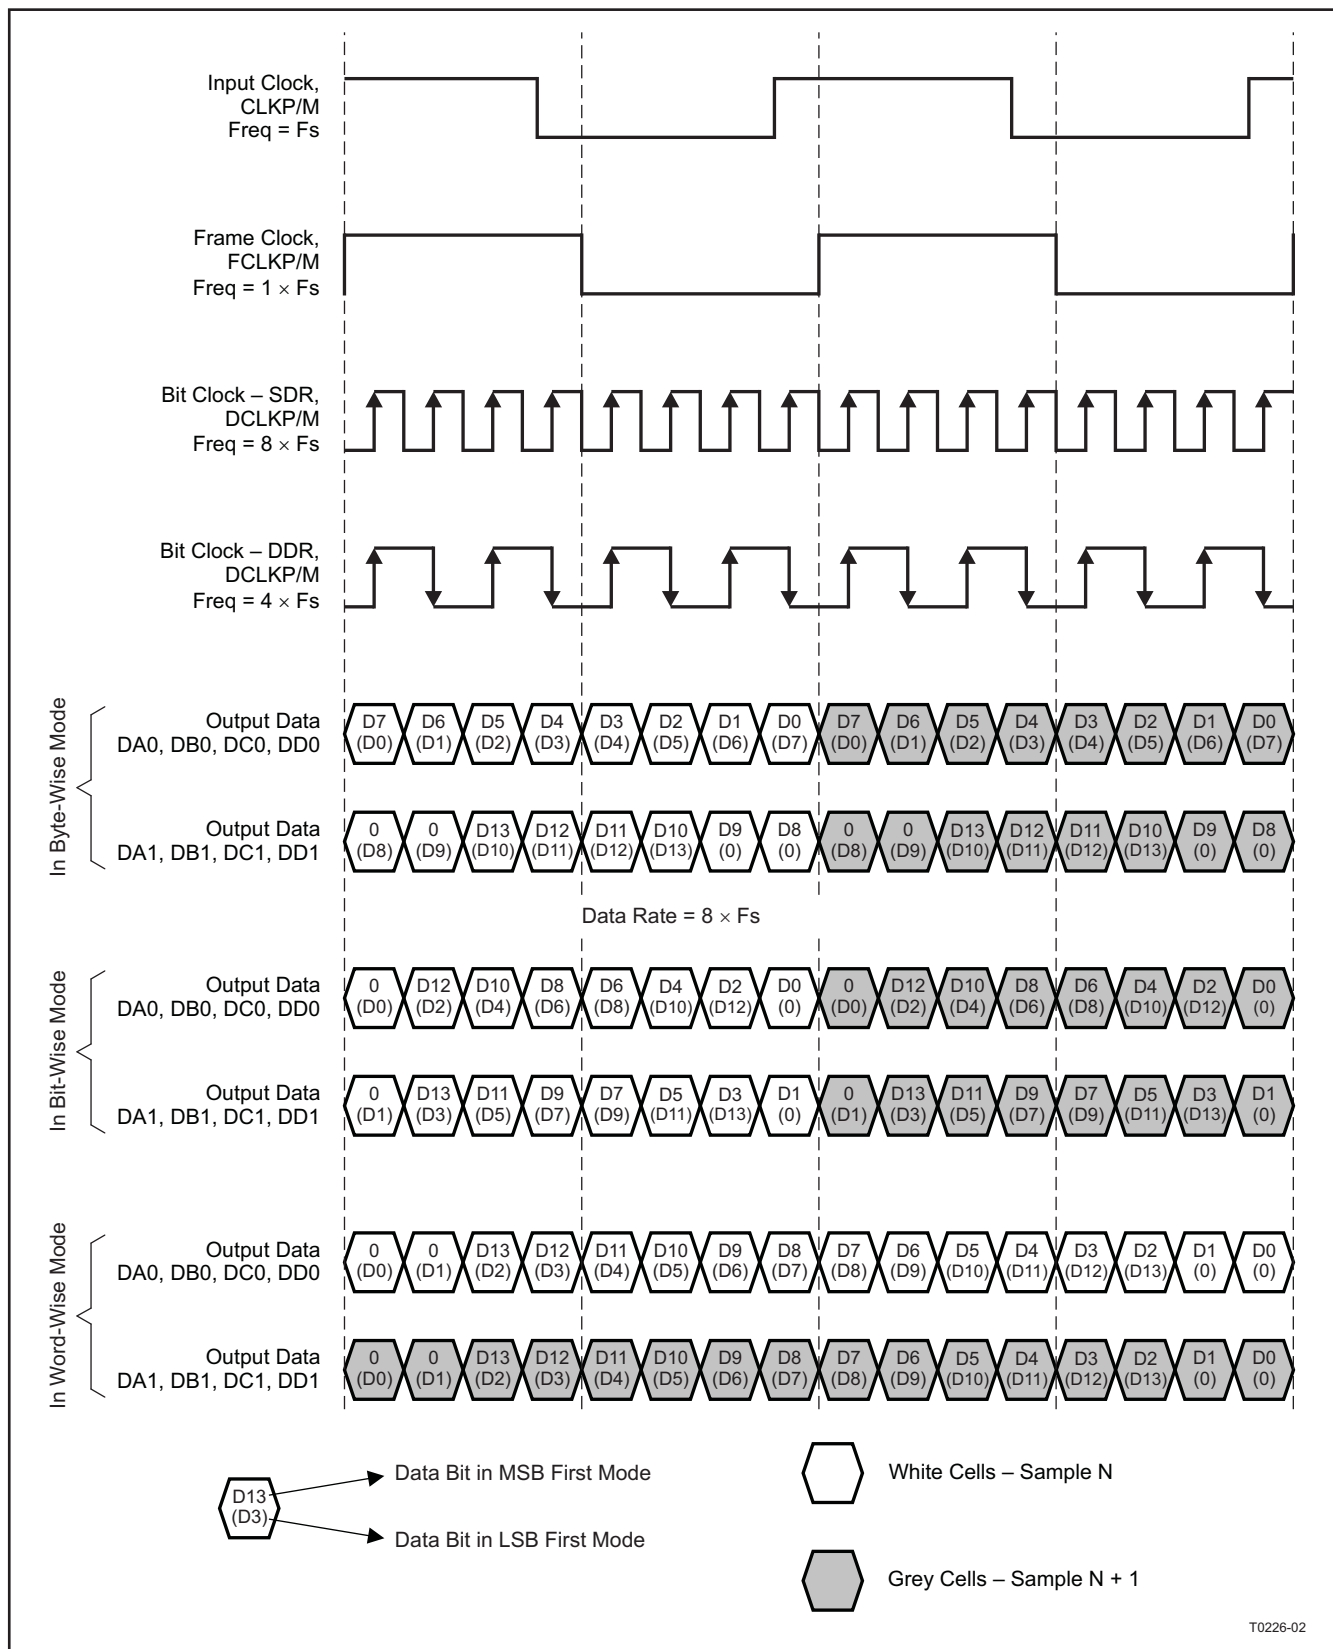 Input Clock,
CLKP/M
Freq = Fs
Frame Clock,
FCLKP/M
Freq = 1 × Fs
Bit Clock – SDR,
DCLKP/M
Freq = 8 × Fs
Bit Clock – DDR,
DCLKP/M
Freq = 4 × Fs
In Byte-Wise Mode
Output Data
DA0, DB0, DC0, DD0
D7 D6 D5 D4 D3 D2 D1 D0 D7 D6 D5 D4 D3 D2 D1 D0
(D0) (D1) (D2) (D3) (D4) (D5) (D6) (D7) (D0) (D1) (D2) (D3) (D4) (D5) (D6) (D7)
Output Data
DA1, DB1, DC1, DD1
0 0 D13 D12 D11 D10 D9 D8 0 0 D13 D12 D11 D10 D9 D8
(D8) (D9) (D10) (D11) (D12) (D13) (0) (0) (D8) (D9) (D10) (D11) (D12) (D13) (0) (0)
Data Rate = 8 × Fs
In Bit-Wise Mode
Output Data
DA0, DB0, DC0, DD0
0 D12 D10 D8 D6 D4 D2 D0 0 D12 D10 D8 D6 D4 D2 D0
(D0) (D2) (D4) (D6) (D8) (D10) (D12) (0) (D0) (D2) (D4) (D6) (D8) (D10) (D12) (0)
Output Data
DA1, DB1, DC1, DD1
0 D13 D11 D9 D7 D5 D3 D1 0 D13 D11 D9 D7 D5 D3 D1
(D1) (D3) (D5) (D7) (D9) (D11) (D13) (0) (D1) (D3) (D5) (D7) (D9) (D11) (D13) (0)
In Word-Wise Mode
Output Data
DA0, DB0, DC0, DD0
0 0 D13 D12 D11 D10 D9 D8 D7 D6 D5 D4 D3 D2 D1 D0
(D0) (D1) (D2) (D3) (D4) (D5) (D6) (D7) (D8) (D9) (D10) (D11) (D12) (D13) (0) (0)
Output Data
DA1, DB1, DC1, DD1
0 0 D13 D12 D11 D10 D9 D8 D7 D6 D5 D4 D3 D2 D1 D0
(D0) (D1) (D2) (D3) (D4) (D5) (D6) (D7) (D8) (D9) (D10) (D11) (D12) (D13) (0) (0)
D13
(D3)
Data Bit in MSB First Mode
Data Bit in LSB First Mode
White Cells – Sample N
Grey Cells – Sample N + 1
T0226-02